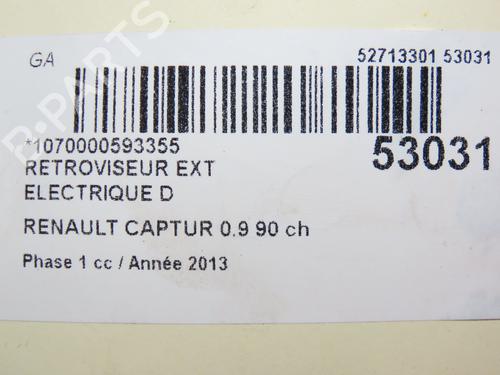 GA
52713301 53031
*1070000593355
53031
RETROVISEUR EXT
ELECTRIQUE D
RENAULT CAPTUR 0.9 90 ch
Phase 1 cc / Année 2013
B-PARTS